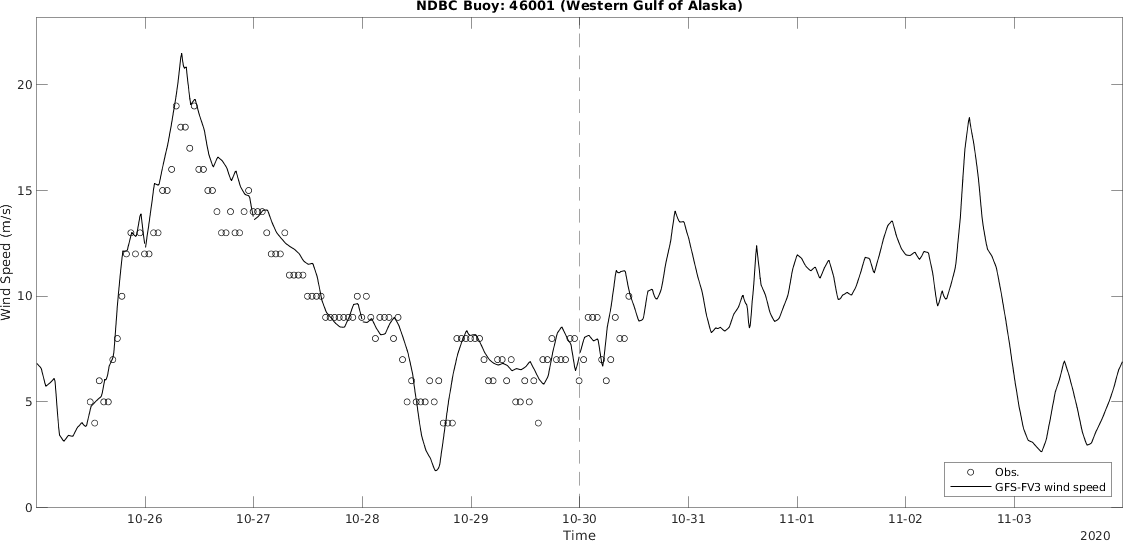 NDBC Buoy: 46001 (Western Gulf of Alaska)
Wind Speed (m/s)
20
15
10
5
0
10-26 10-27 10-28 10-29 10-30 10-31 11-01 11-02 11-03
Time
2020
Obs.
GFS-FV3 wind speed